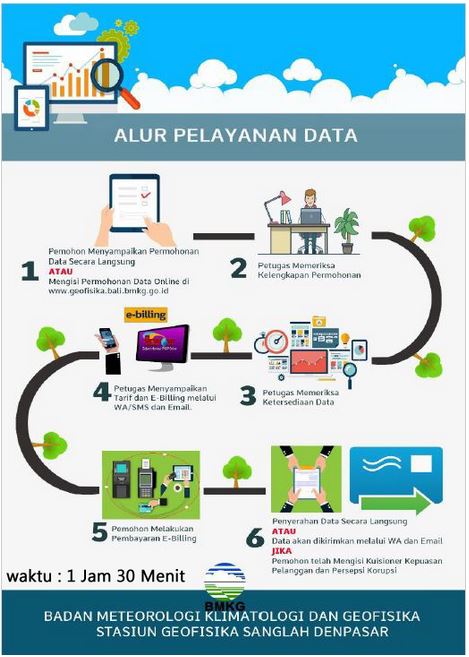 ALUR PELAYANAN DATA
1
Pemohon Menyampaikan Permohonan
Data Secara Langsung
ATAU
Mengisi Permohonan Data Online di
www.geofisika.bali.bmkg.go.id
2
Petugas Memeriksa
Kelengkapan Permohonan
3
Petugas Memeriksa
Ketersediaan Data
e-billing
4
Petugas Menyampaikan
Tarif dan E-Billing melalui
WA/SMS dan Email.
5
Pemohon Melakukan
Pembayaran E-Billing
6
Penyerahan Data Secara Langsung
ATAU
Data akan dikirimkan melalui WA dan Email
JIKA
Pemohon telah Mengisi Kuisioner Kepuasan
Pelanggan dan Persepsi Korupsi
waktu : 1 Jam 30 Menit
BMKG
BADAN METEOROLOGI KLIMATOLOGI DAN GEOFISIKA
STASIUN GEOFISIKA SANGLAH DENPASAR